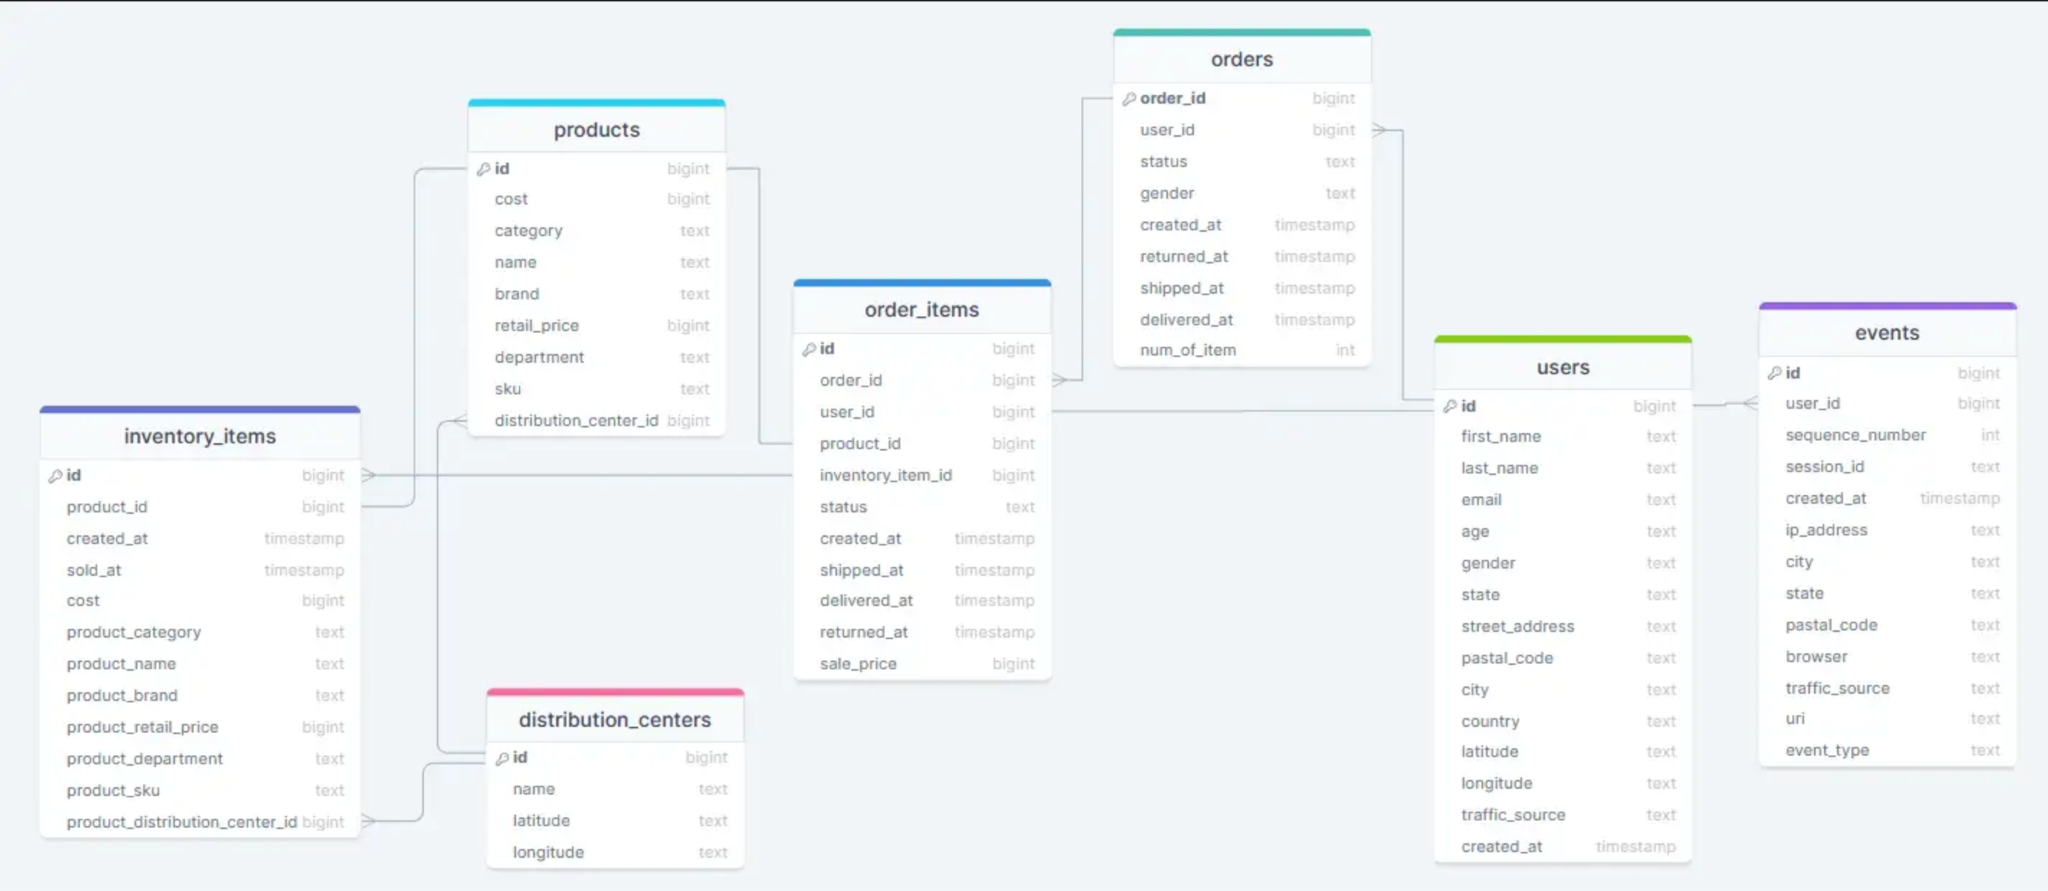 orders
order_id bigint
user_id bigint
status text
gender text
created_at timestamp
returned_at timestamp
shipped_at timestamp
delivered_at timestamp
num_of_item int
products
id bigint
cost bigint
category text
name text
brand text
retail_price bigint
department text
sku text
distribution_center_id bigint
order_items
id bigint
order_id bigint
user_id bigint
product_id bigint
inventory_item_id bigint
status text
created_at timestamp
shipped_at timestamp
delivered_at timestamp
returned_at timestamp
sale_price bigint
events
id bigint
user_id bigint
sequence_number int
session_id text
created_at timestamp
ip_address text
city text
state text
pastal_code text
browser text
traffic_source text
uri text
event_type text
users
id bigint
first_name text
last_name text
email text
age text
gender text
state text
street_address text
pastal_code text
city text
country text
latitude text
longitude text
traffic_source text
created_at timestamp
inventory_items
id bigint
product_id bigint
created_at timestamp
sold_at timestamp
cost bigint
product_category text
product_name text
product_brand text
product_retail_price bigint
product_department text
product_sku text
product_distribution_center_id bigint
distribution_centers
id bigint
name text
latitude text
longitude text